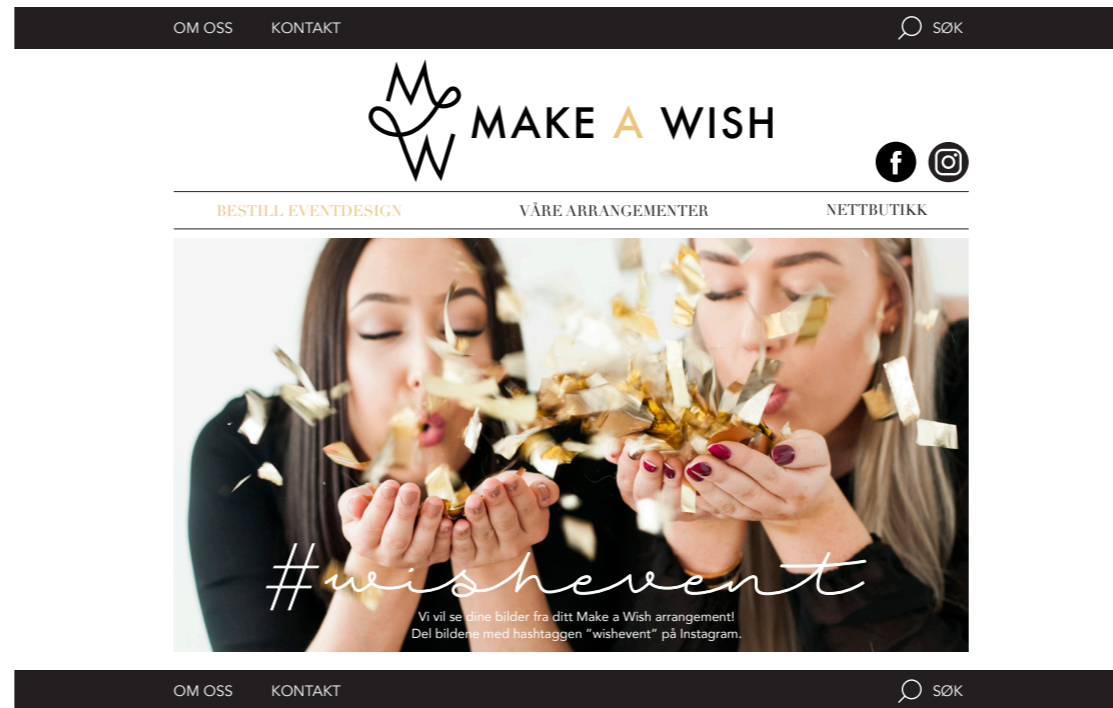 OM OSS KONTAKT SØK
MW MAKE A WISH
BESTILL EVENTDESIGN VÅRE ARRANGEMENTER NETTBUTIKK
#wishevent
Vi vil se dine bilder fra ditt Make a Wish arrangement!
Del bildene med hashtaggen ”wishevent” på Instagram.
OM OSS KONTAKT SØK